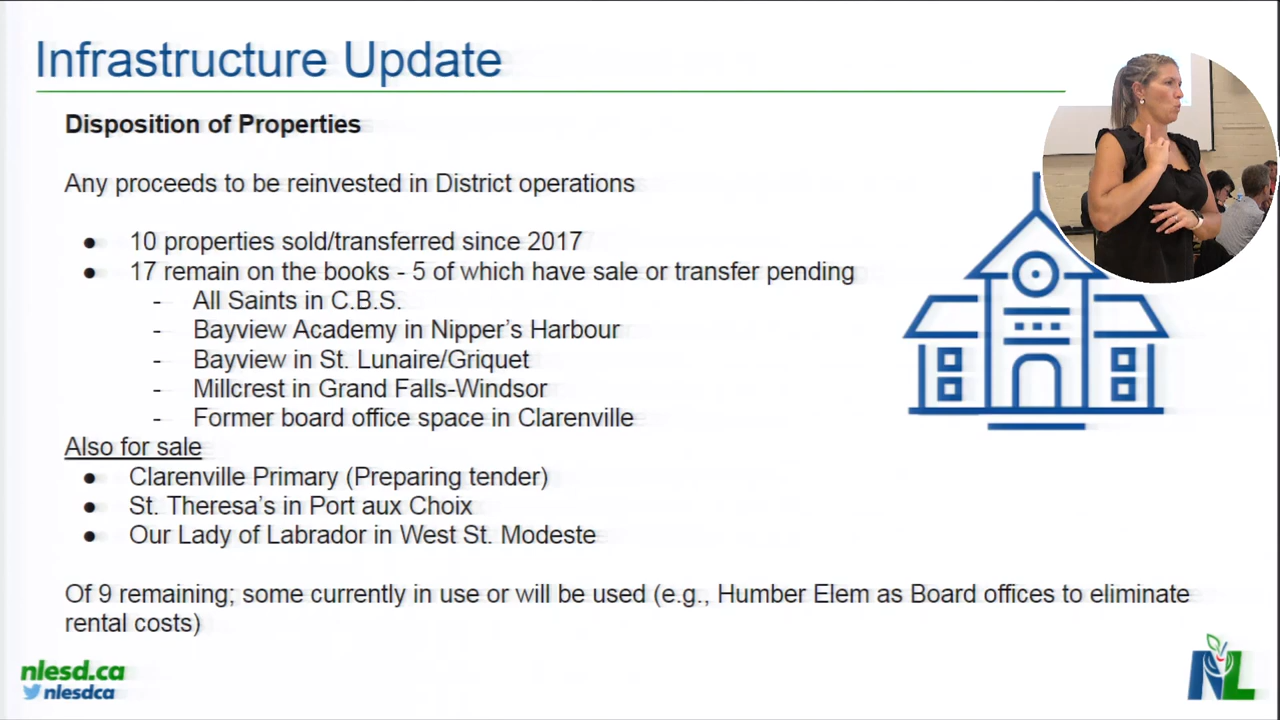 Infrastructure Update
Disposition of Properties
Any proceeds to be reinvested in District operations
● 10 properties sold/transferred since 2017
● 17 remain on the books - 5 of which have sale or transfer pending
- All Saints in C.B.S.
- Bayview Academy in Nipper's Harbour
- Bayview in St. Lunaire/Griquet
- Millcrest in Grand Falls-Windsor
- Former board office space in Clarenville
Also for sale
● Clarenville Primary (Preparing tender)
● St. Theresa's in Port aux Choix
● Our Lady of Labrador in West St. Modeste
Of 9 remaining; some currently in use or will be used (e.g., Humber Elem as Board offices to eliminate
rental costs)
nlesd.ca
nlesdca
NL